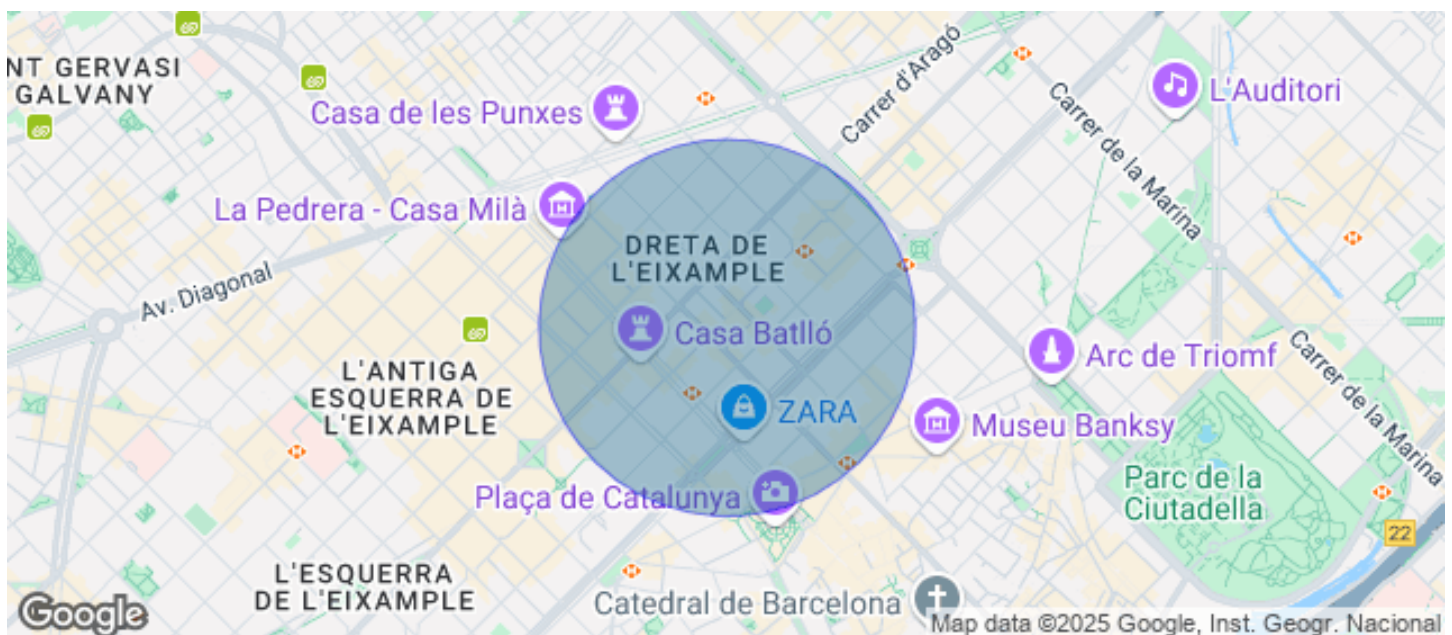 NT GERVASI
GALVANY
Casa de les Punxes
Carrer d'Aragó
L'Auditori
Carrer de la Marina
La Pedrera - Casa Milà
DRETA DE
L'EIXAMPLE
Av. Diagonal
Casa Batlló
L'ANTIGA
ESQUERRA DE
L'EIXAMPLE
Arc de Triomf
Carrer de la Marina
ZARA
Museu Banksy
Plaça de Catalunya
Parc de la
Ciutadella
22
L'ESQUERRA
DE L'EIXAMPLE
Catedral de Barcelona
Google
Map data ©2025 Google, Inst. Geogr. Nacional